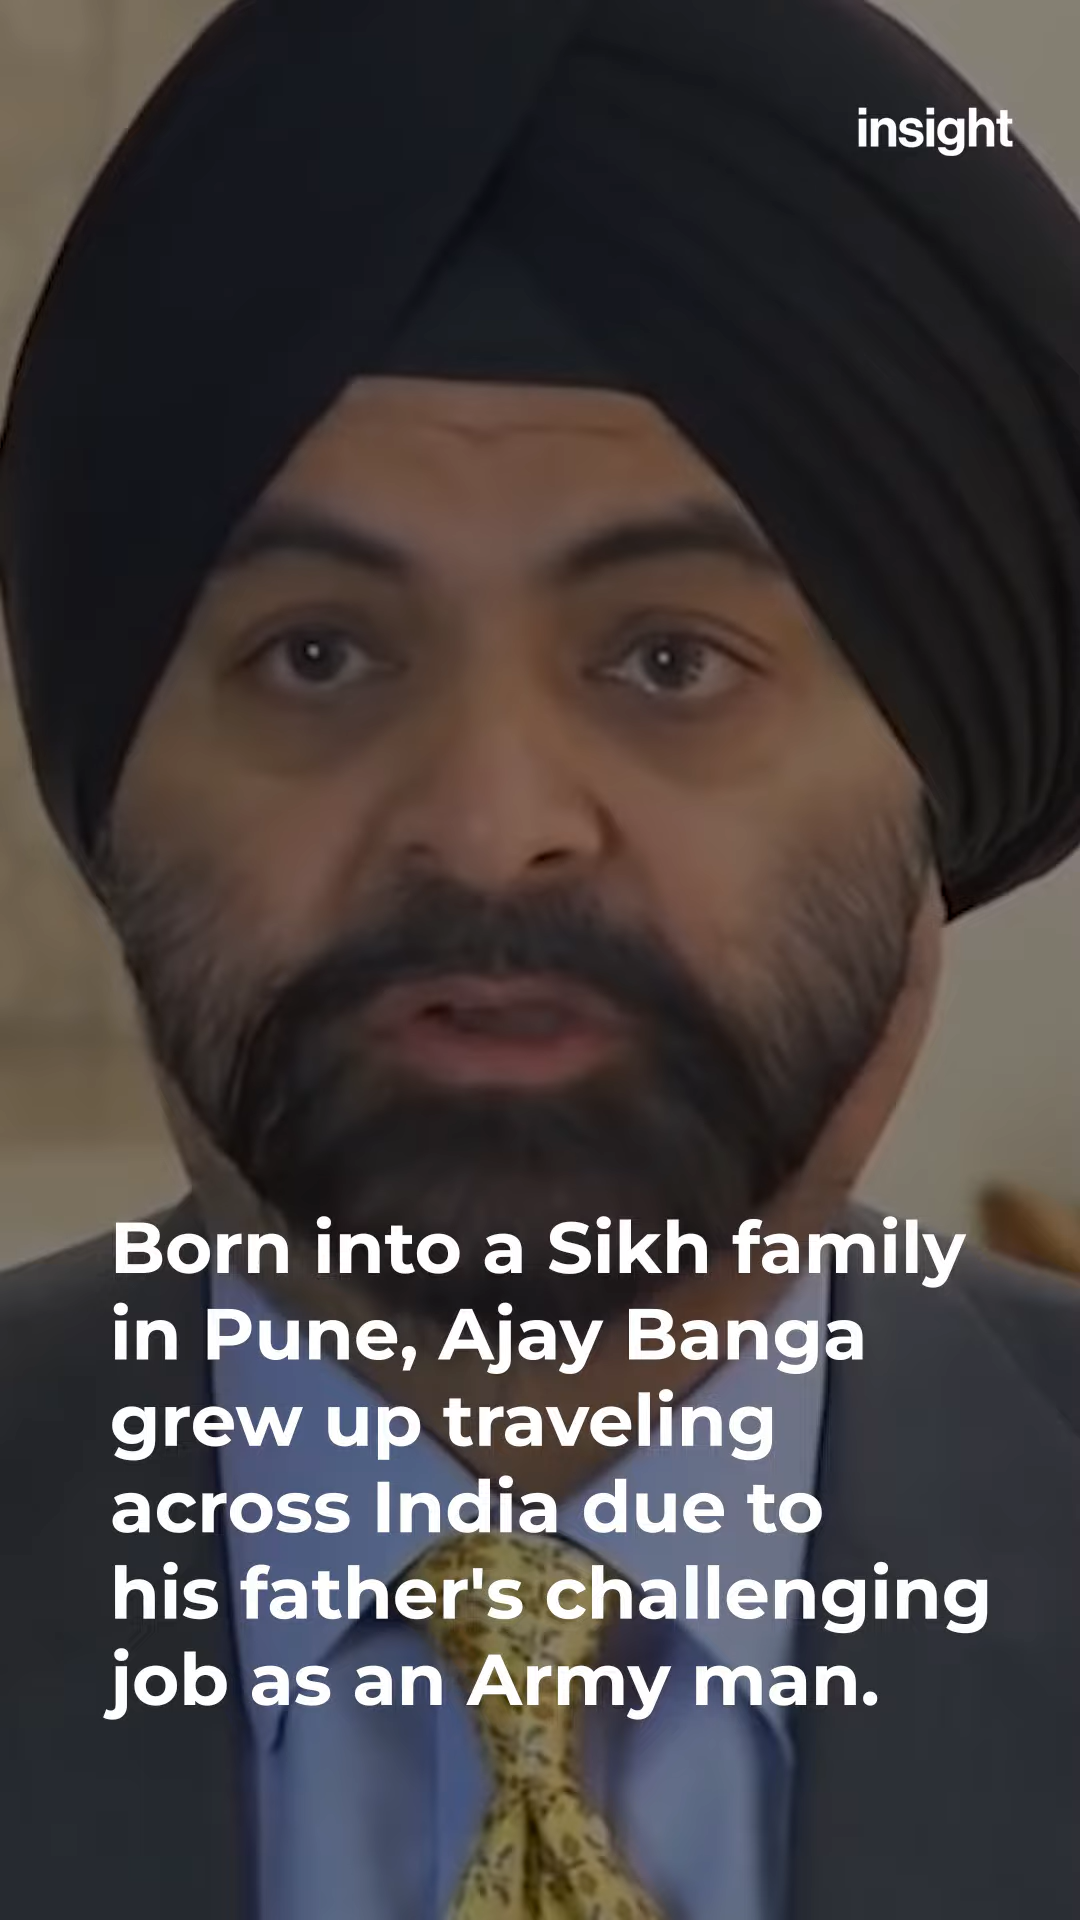 insight
Born into a Sikh family
in Pune, Ajay Banga
grew up traveling
across India due to
his father's challenging
job as an Army man.